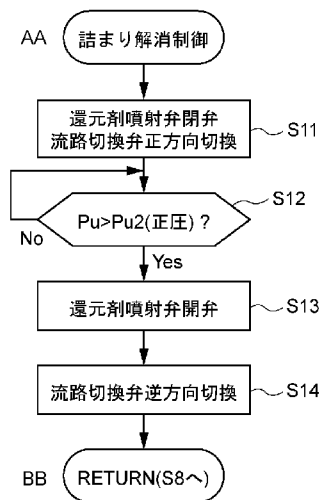 AA
詰まり解消制御
還元剤噴射弁閉弁
流路切換弁正方向切換
S11
S12
Pu>Pu2(正圧)？
No
Yes
還元剤噴射弁開弁
S13
流路切換弁逆方向切換
S14
BB
RETURN(S8へ)